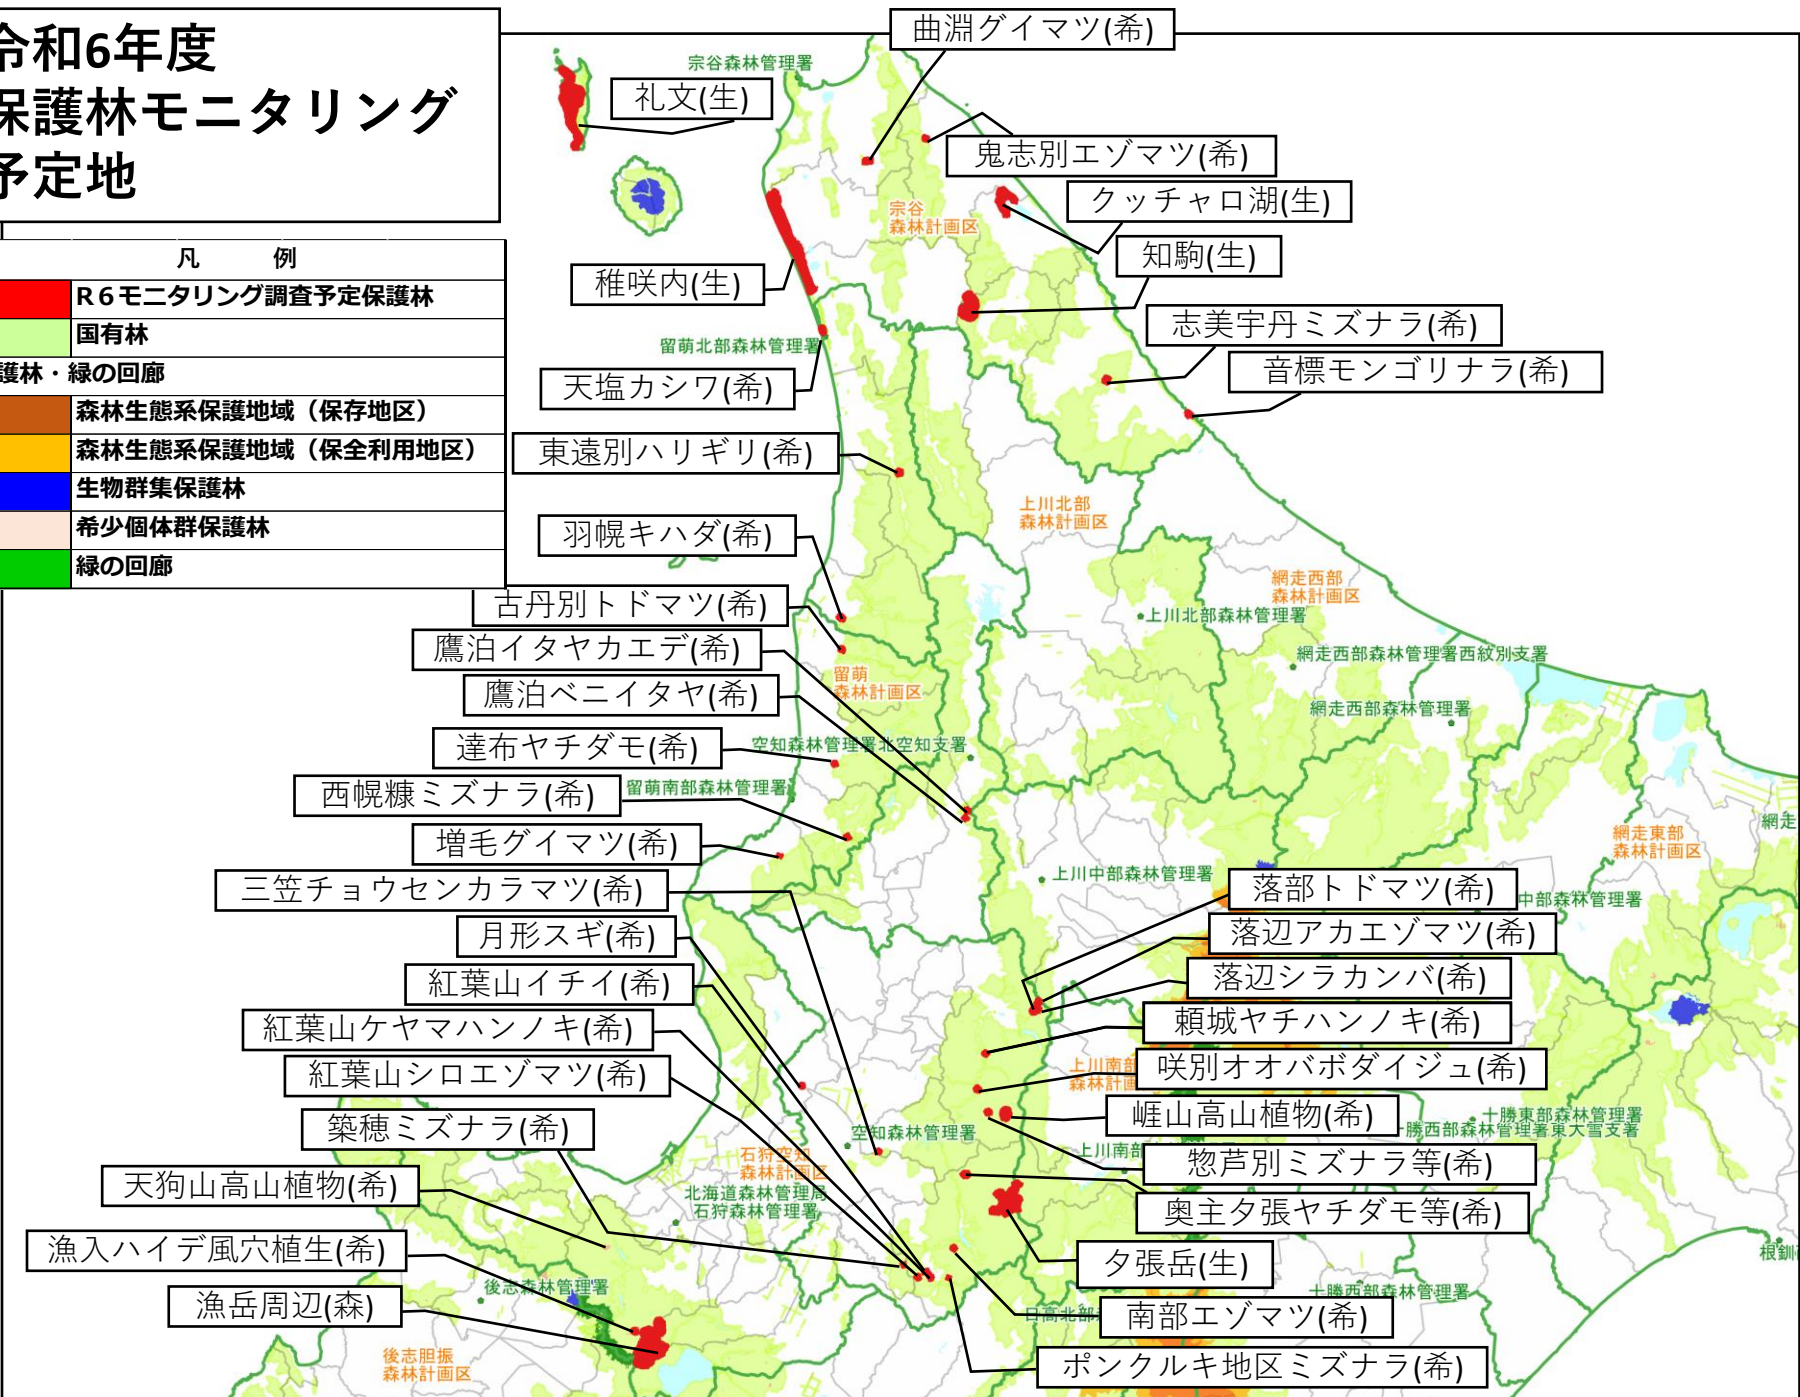 令和6年度
保護林モニタリング
予定地
凡　例
R６モニタリング調査予定保護林
国有林
護林・緑の回廊
森林生態系保護地域（保存地区）
森林生態系保護地域（保全利用地区）
生物群集保護林
希少個体群保護林
緑の回廊
曲淵グイマツ(希)
宗谷森林管理署
礼文(生)
鬼志別エゾマツ(希)
クッチャロ湖(生)
宗谷
森林計画区
知駒(生)
稚咲内(生)
志美宇丹ミズナラ(希)
留萌北部森林管理署
音標モンゴリナラ(希)
天塩カシワ(希)
東遠別ハリギリ(希)
上川北部
森林計画区
羽幌キハダ(希)
網走西部
森林計画区
古丹別トドマツ(希)
上川北部森林管理署
鷹泊イタヤカエデ(希)
網走西部森林管理署西紋別支署
留萌
森林計画区
鷹泊ベニイタヤ(希)
網走西部森林管理署
達布ヤチダモ(希)
空知森林管理署北空知支署
西幌糠ミズナラ(希)
留萌南部森林管理署
増毛グイマツ(希)
網走東部
森林計画区
網走
三笠チョウセンカラマツ(希)
上川中部森林管理署
落部トドマツ(希)
中部森林管理署
月形スギ(希)
落辺アカエゾマツ(希)
紅葉山イチイ(希)
落辺シラカンバ(希)
紅葉山ケヤマハンノキ(希)
頼城ヤチハンノキ(希)
紅葉山シロエゾマツ(希)
上川南部
森林計画
咲別オオバボダイジュ(希)
築穂ミズナラ(希)
崕山高山植物(希)
十勝東部森林管理署
勝西部森林管理署東大雪支署
空知森林管理署
上川南部
惣芦別ミズナラ等(希)
石狩空知
森林計画区
天狗山高山植物(希)
北海道森林管理局
石狩森林管理署
奥主夕張ヤチダモ等(希)
漁入ハイデ風穴植生(希)
夕張岳(生)
根釧
後志森林管理署
十勝西部森林管理署
漁岳周辺(森)
日高北部
南部エゾマツ(希)
後志胆振
森林計画区
ポンクルキ地区ミズナラ(希)